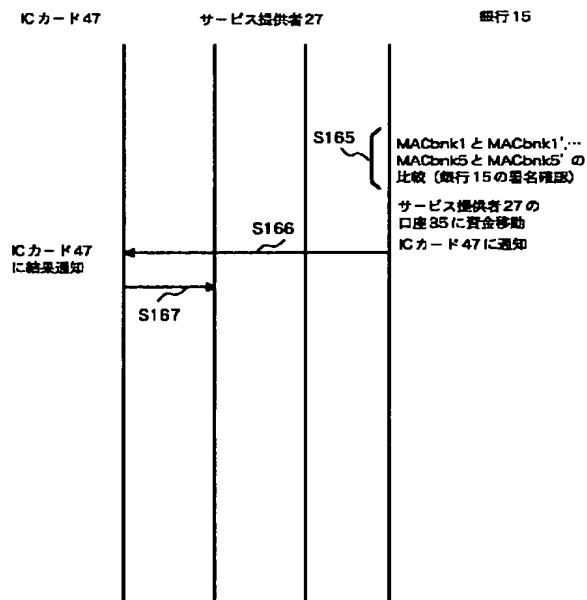 ICカード47
サービス提供者27
銀行15
S165
MACbnk1とMACbnk1',…
MACbnk5とMACbnk5'の
比較（銀行15の署名確認）
サービス提供者27の
口座85に資金移動
S166
ICカード47に通知
ICカード47
に結果通知
S167